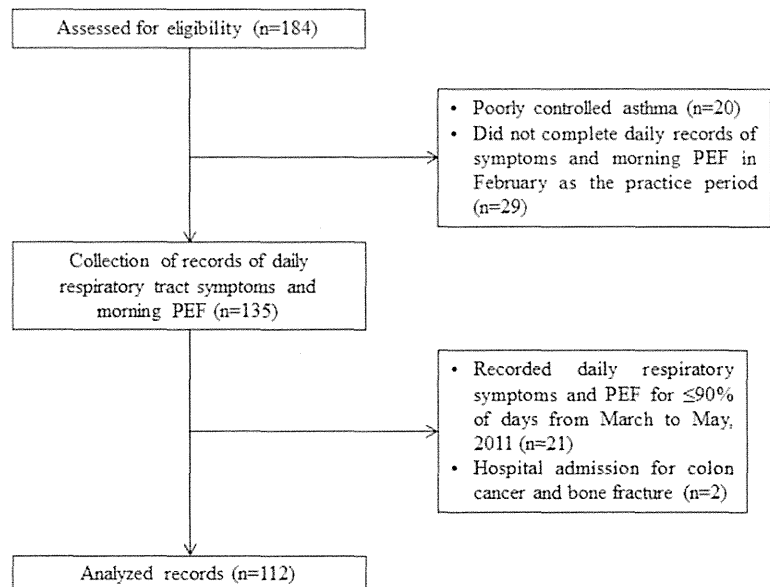 Assessed for eligibility (n=184)
• Poorly controlled asthma (n=20)
• Did not complete daily records of
symptoms and morning PEF in
February as the practice period
(n=29)
Collection of records of daily
respiratory tract symptoms and
morning PEF (n=135)
• Recorded daily respiratory
symptoms and PEF for ≤90%
of days from March to May,
2011 (n=21)
• Hospital admission for colon
cancer and bone fracture (n=2)
Analyzed records (n=112)